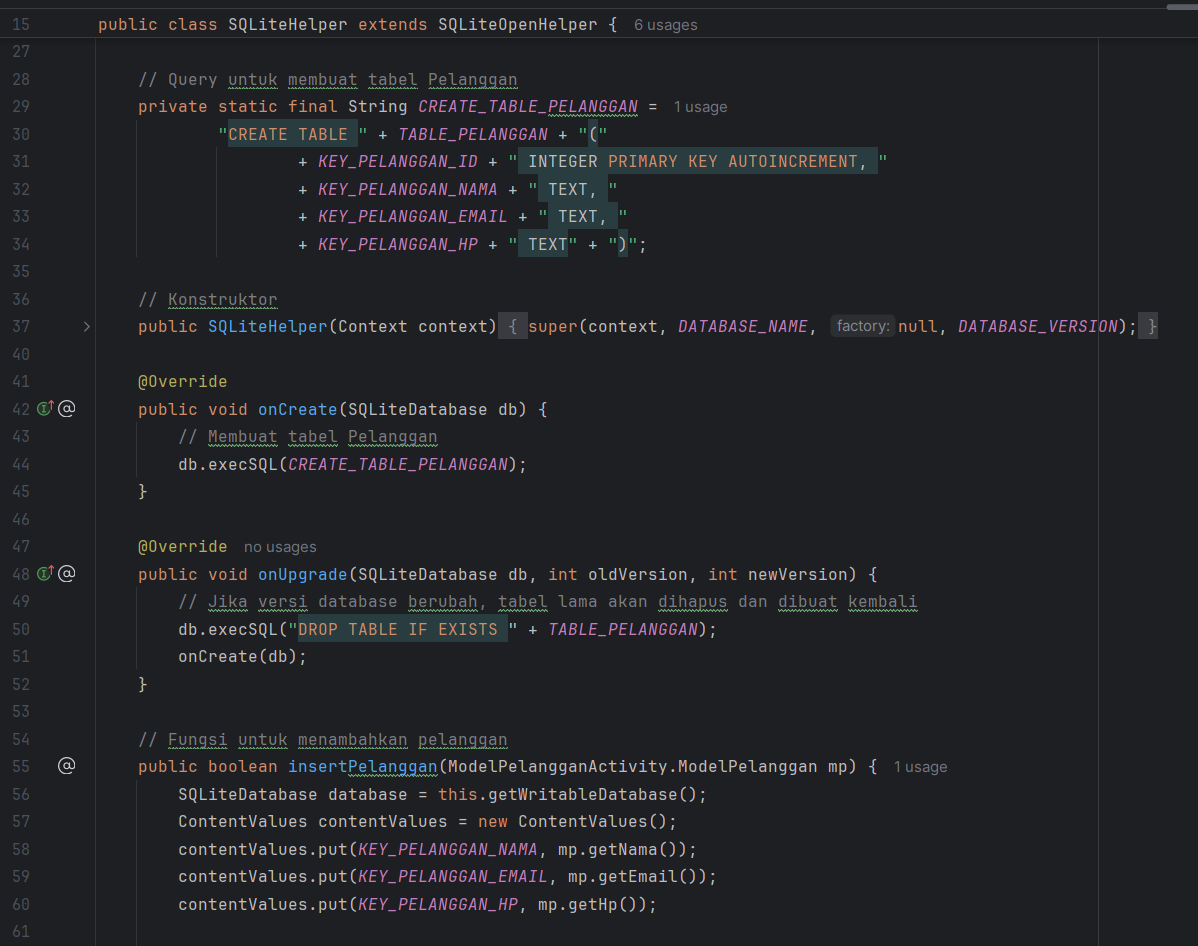 15 public class SQLiteHelper extends SQLiteOpenHelper { 6 usages
27
28 // Query untuk membuat tabel Pelanggan
29 private static final String CREATE_TABLE_PELANGGAN = 1 usage
30 "CREATE TABLE " + TABLE_PELANGGAN + "("
31 + KEY_PELANGGAN_ID + " INTEGER PRIMARY KEY AUTOINCREMENT, "
32 + KEY_PELANGGAN_NAMA + " TEXT, "
33 + KEY_PELANGGAN_EMAIL + " TEXT, "
34 + KEY_PELANGGAN_HP + " TEXT" + ")";
35
36 // Konstruktor
37 public SQLiteHelper(Context context) { super(context, DATABASE_NAME, factory: null, DATABASE_VERSION); }
40
41 @Override
42 public void onCreate(SQLiteDatabase db) {
43 // Membuat tabel Pelanggan
44 db.execSQL(CREATE_TABLE_PELANGGAN);
45 }
46
47 @Override no usages
48 public void onUpgrade(SQLiteDatabase db, int oldVersion, int newVersion) {
49 // Jika versi database berubah, tabel lama akan dihapus dan dibuat kembali
50 db.execSQL("DROP TABLE IF EXISTS " + TABLE_PELANGGAN);
51 onCreate(db);
52 }
53
54 // Fungsi untuk menambahkan pelanggan
55 public boolean insertPelanggan(ModelPelangganActivity.ModelPelanggan mp) { 1 usage
56 SQLiteDatabase database = this.getWritableDatabase();
57 ContentValues contentValues = new ContentValues();
58 contentValues.put(KEY_PELANGGAN_NAMA, mp.getNama());
59 contentValues.put(KEY_PELANGGAN_EMAIL, mp.getEmail());
60 contentValues.put(KEY_PELANGGAN_HP, mp.getHp());
61